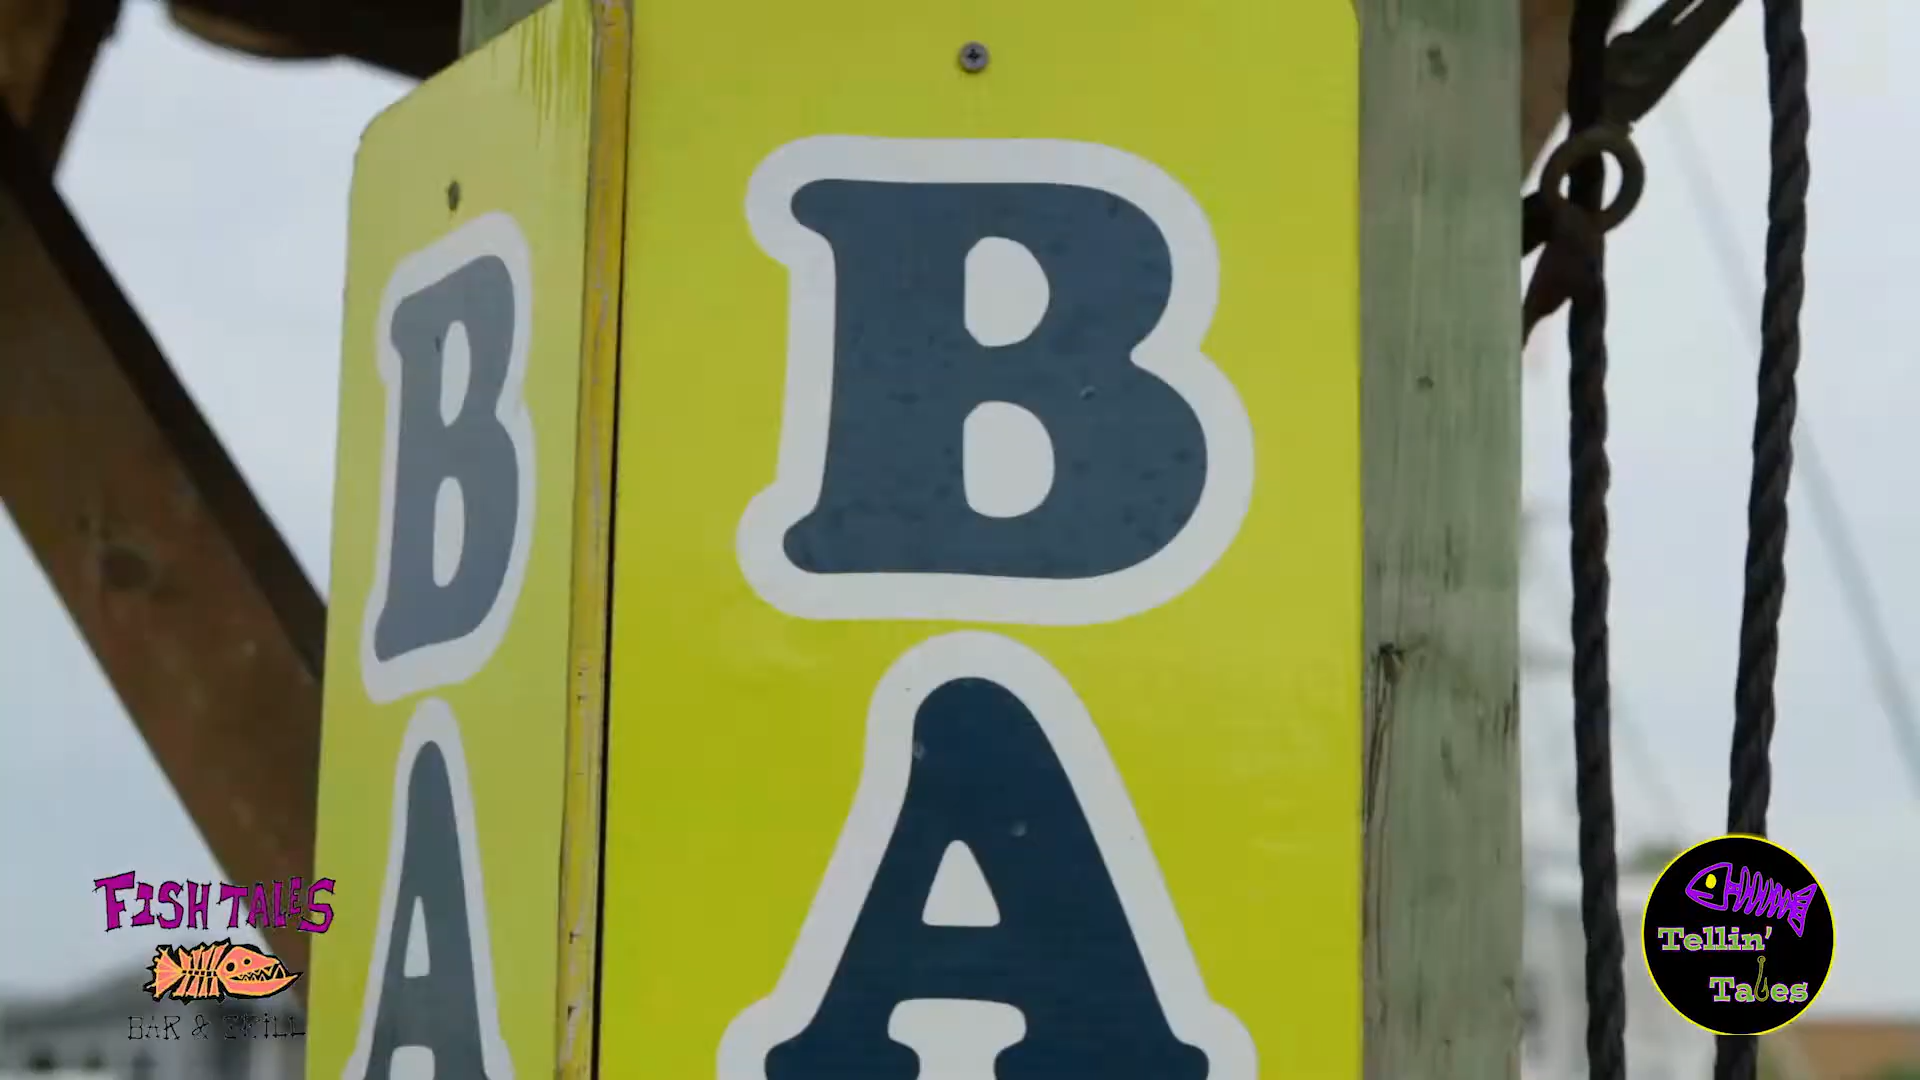 B
A
B
A
FISH TALES
BAR & GRILL
Tellin'
Tales